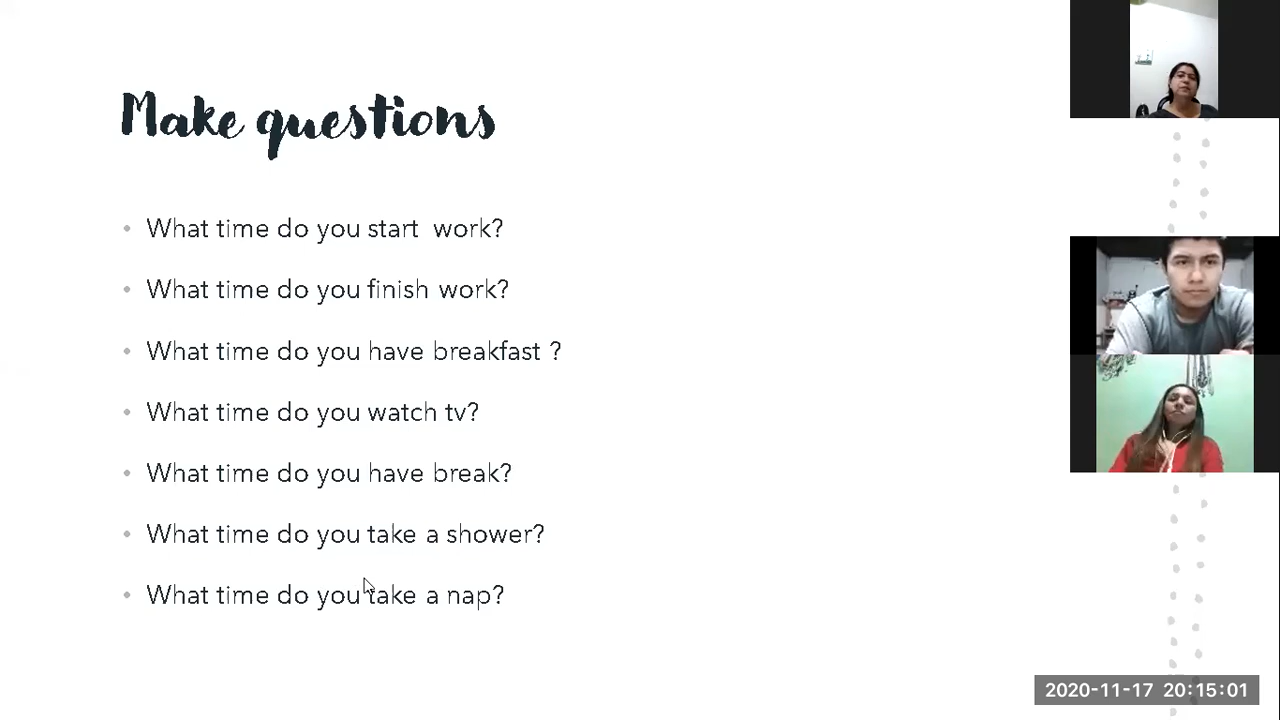 Make questions
• What time do you start  work?
• What time do you finish work?
• What time do you have breakfast ?
• What time do you watch tv?
• What time do you have break?
• What time do you take a shower?
• What time do you take a nap?
2020-11-17  20:15:01